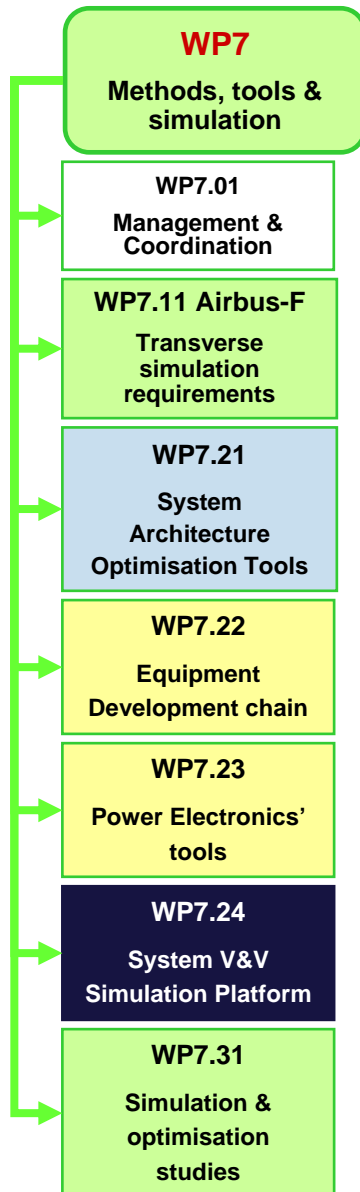 WP7
Methods, tools &
simulation
WP7.01
Management &
Coordination
WP7.11 Airbus-F
Transverse
simulation
requirements
WP7.21
System
Architecture
Optimisation Tools
WP7.22
Equipment
Development chain
WP7.23
Power Electronics’
tools
WP7.24
System V&V
Simulation Platform
WP7.31
Simulation &
optimisation
studies